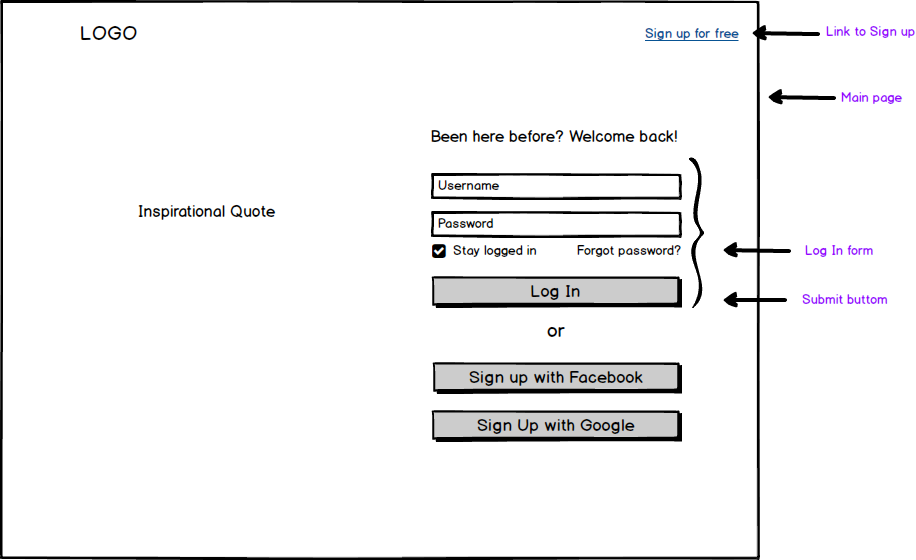 LOGO
Sign up for free
Link to Sign up
Main page
Been here before? Welcome back!
Username
Inspirational Quote
Password
Stay logged in
Forgot password?
Log In form
Log In
Submit buttom
or
Sign up with Facebook
Sign Up with Google